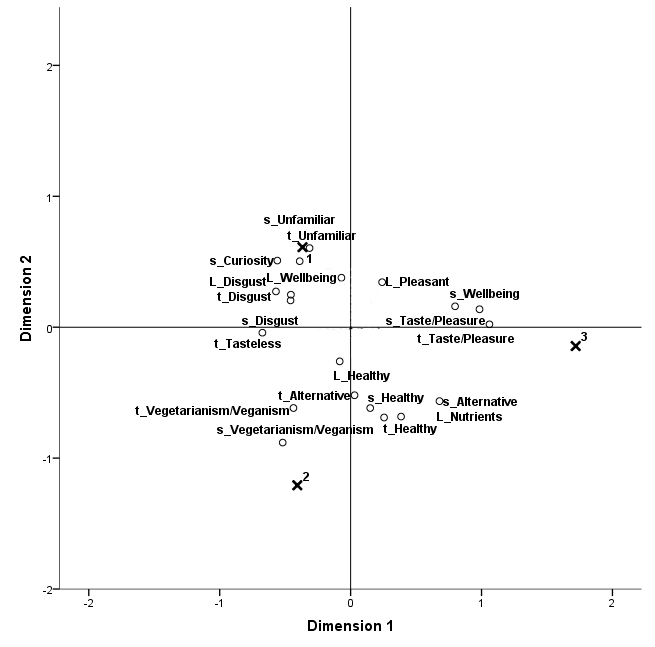 2
1
0
-1
-2
-2
-1
0
1
2
Dimension 2
Dimension 1
s_Unfamiliar
t_Unfamiliar
1
s_Curiosity
L_Disgust
L_Wellbeing
L_Pleasant
t_Disgust
s_Wellbeing
s_Disgust
s_Taste/Pleasure
t_Tasteless
t_Taste/Pleasure
3
L_Healthy
t_Alternative
s_Healthy
s_Alternative
t_Vegetarianism/Veganism
L_Nutrients
s_Vegetarianism/Veganism
t_Healthy
2